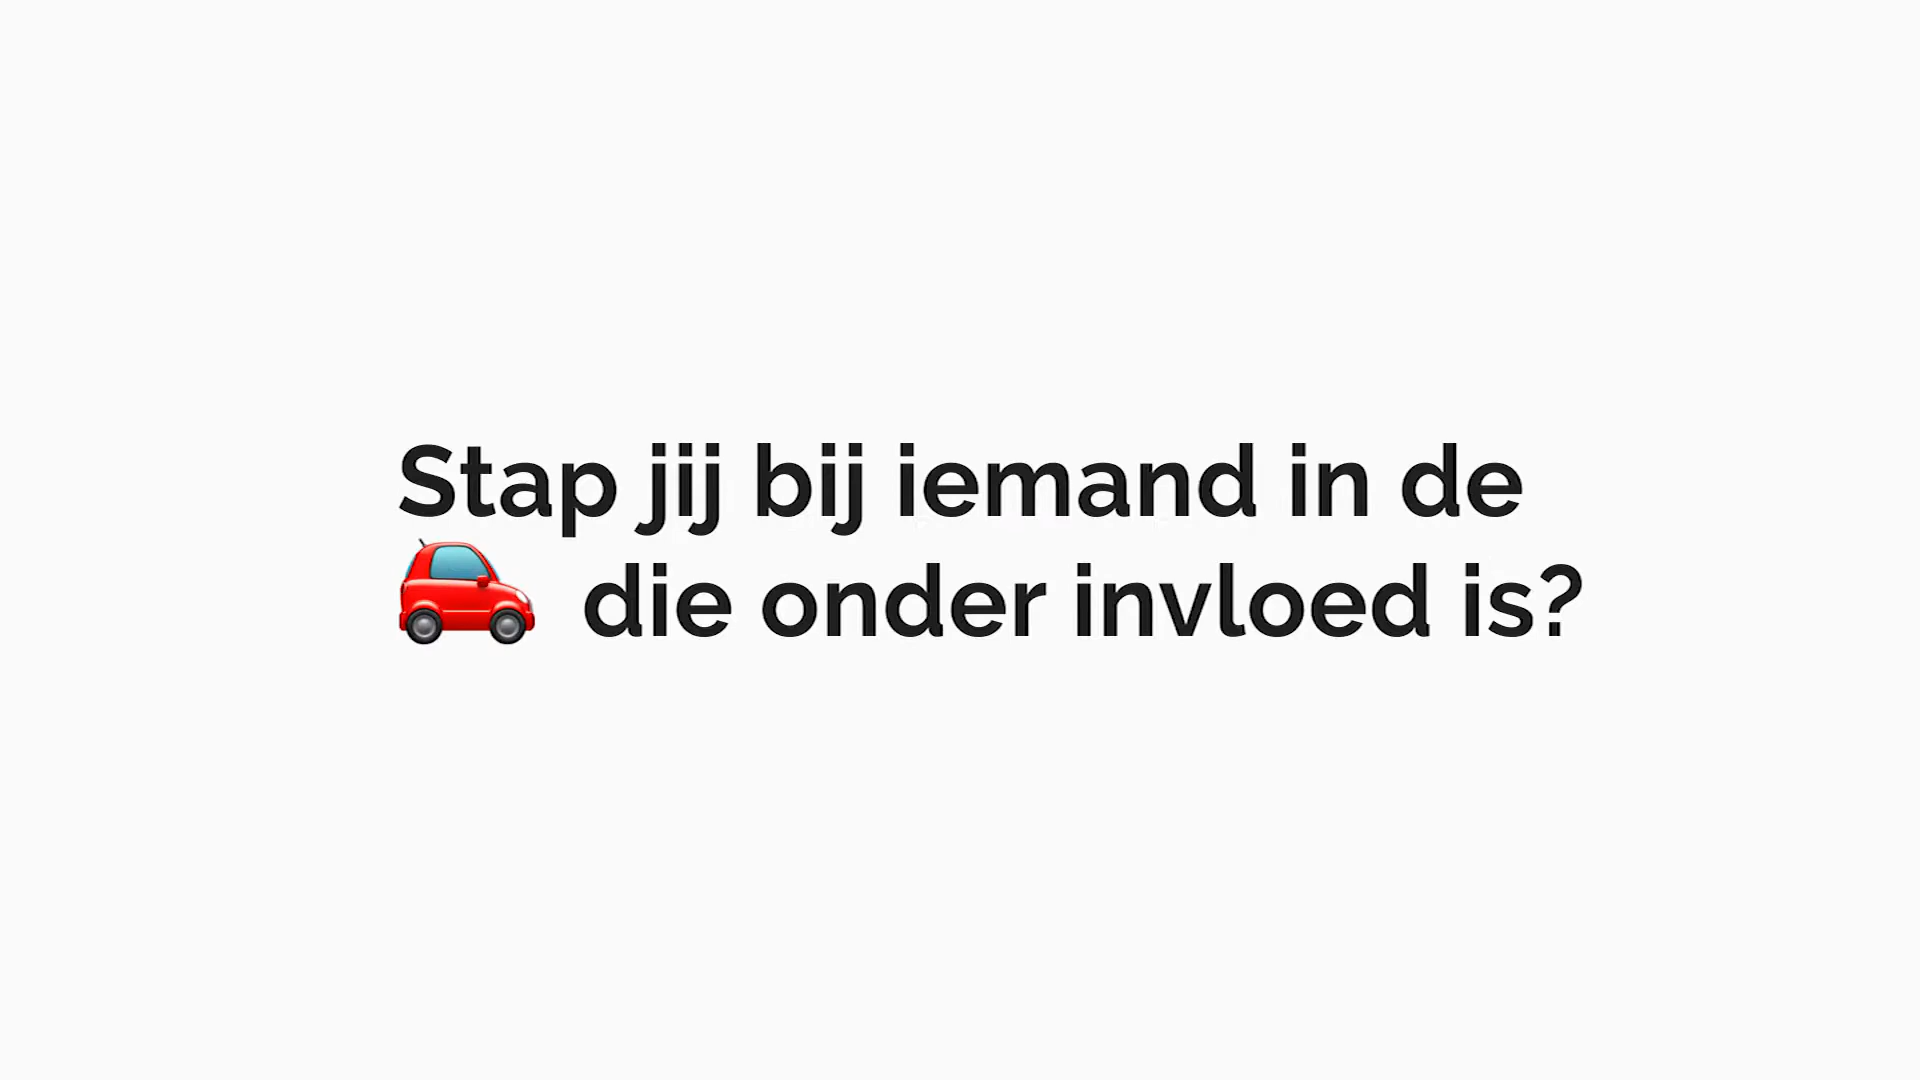 Stap jij bij iemand in de
🚗 die onder invloed is?